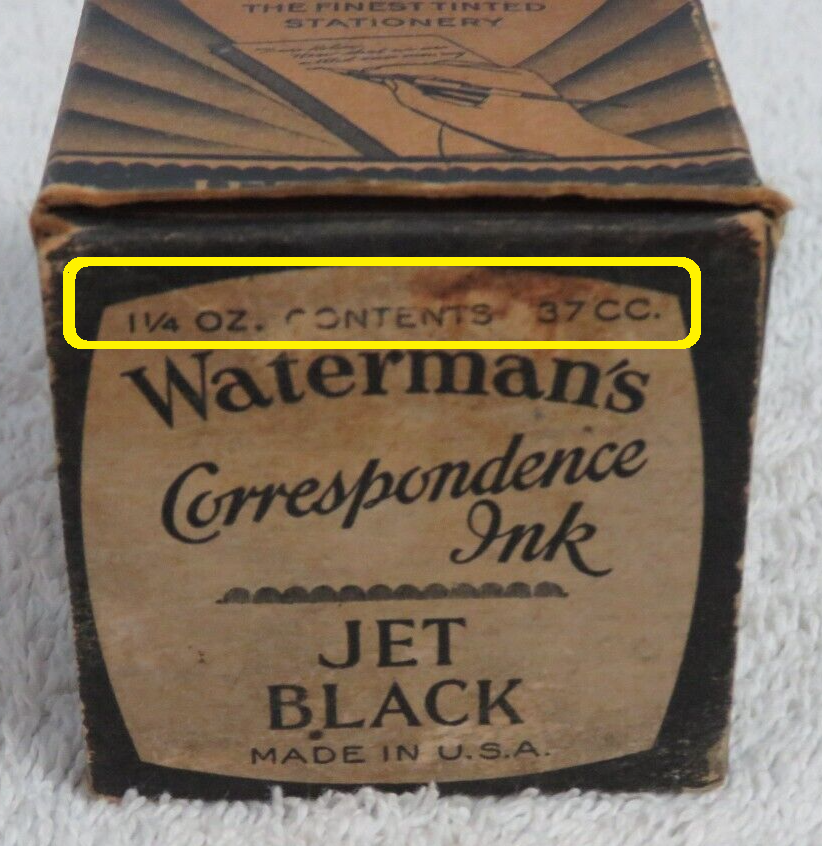 THE FINEST TINTED
STATIONERY
1¼ OZ. CONTENTS 37 CC.
Waterman's
Correspondence
Ink
JET
BLACK
MADE IN U.S.A.